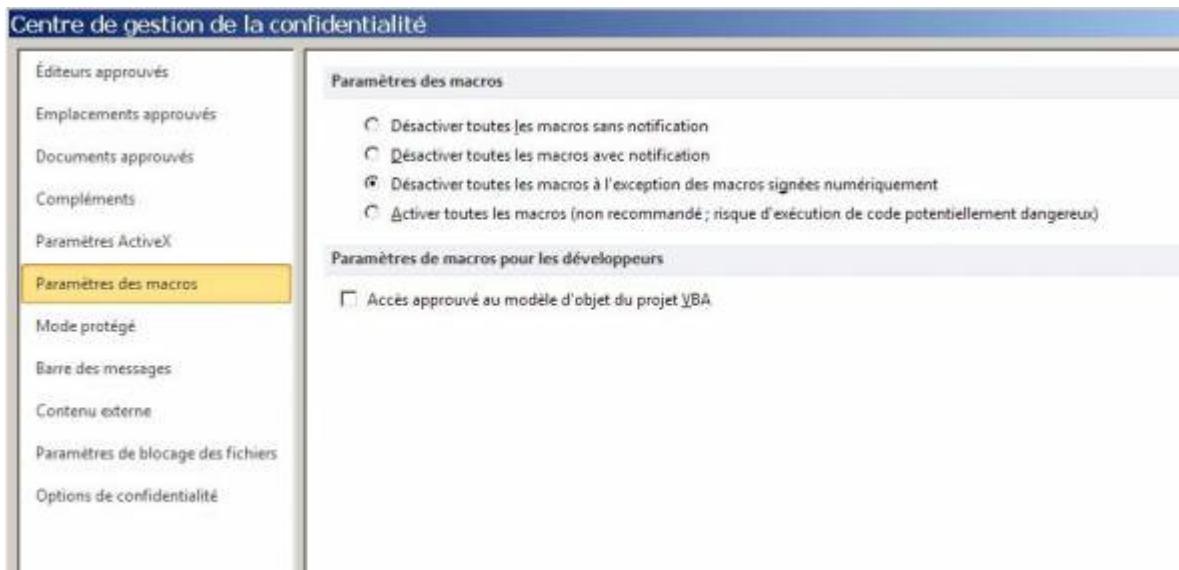 Centre de gestion de la confidentialité
Éditeurs approuvés
Emplacements approuvés
Documents approuvés
Compléments
Paramètres ActiveX
Paramètres des macros
Mode protégé
Barre des messages
Contenu externe
Paramètres de blocage des fichiers
Options de confidentialité
Paramètres des macros
Désactiver toutes les macros sans notification
Désactiver toutes les macros avec notification
Désactiver toutes les macros à l'exception des macros signées numériquement
Activer toutes les macros (non recommandé ; risque d'exécution de code potentiellement dangereux)
Paramètres de macros pour les développeurs
Accès approuvé au modèle d'objet du projet VBA